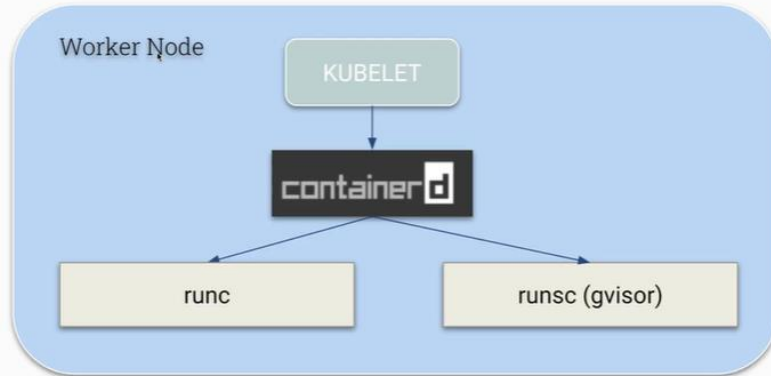 Worker Node
KUBELET
containerd
runc
runsc (gvisor)